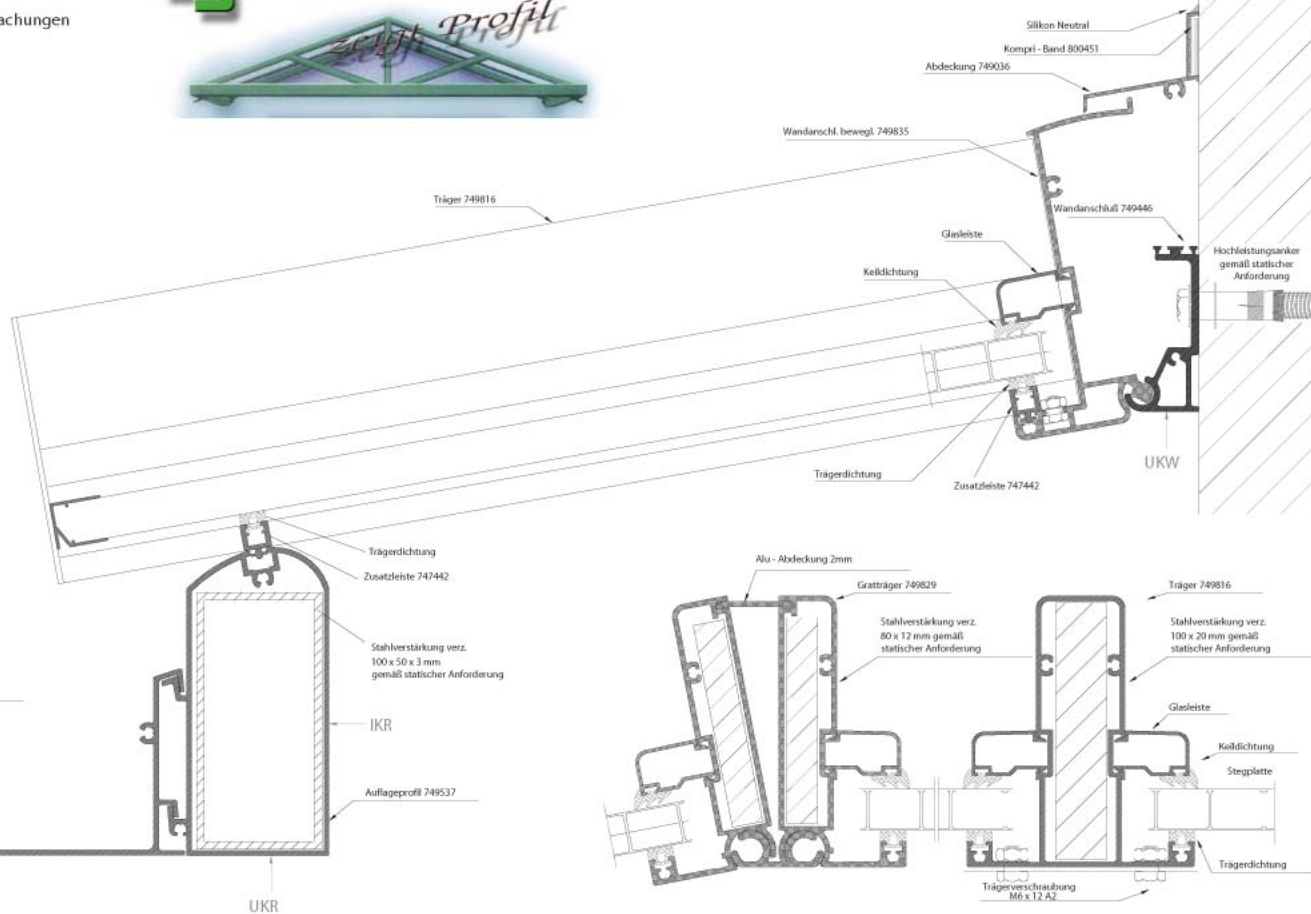 achungen
zeigt Profil
Silikon Neutral
Kompri - Band 800451
Abdeckung 749036
Wandanschl. bewegl. 749835
Träger 749816
Wandanschluß 749446
Glasleiste
Hochleistungsanker
gemäß statischer
Anforderung
Keildichtung
UKW
Trägerdichtung
Zusatzleiste 747442
Trägerdichtung
Zusatzleiste 747442
Stahlverstärkung verz.
100 x 50 x 3 mm
gemäß statischer Anforderung
IKR
Auflageprofil 749537
UKR
Alu - Abdeckung 2mm
Gratträger 749829
Stahlverstärkung verz.
80 x 12 mm gemäß
statischer Anforderung
Träger 749816
Stahlverstärkung verz.
100 x 20 mm gemäß
statischer Anforderung
Glasleiste
Keildichtung
Stegplatte
Trägerdichtung
Trägerverschraubung
M6 x 12 A2